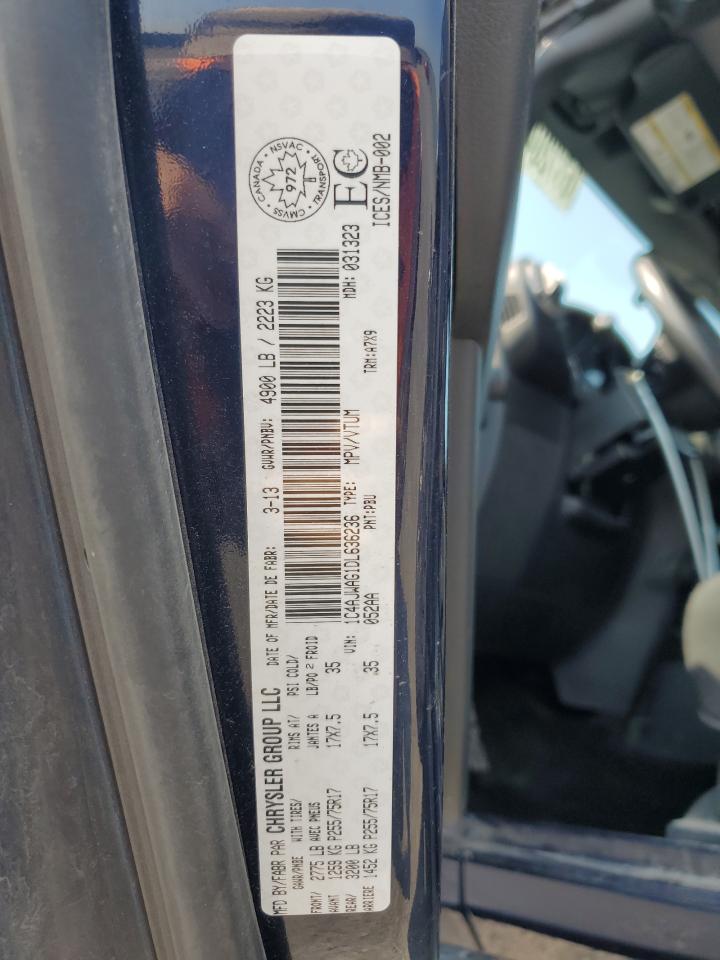 MFD BY/FABR PAR CHRYSLER GROUP LLC DATE OF MFR/DATE DE FABR: 3-13 GVWR/PNBV: 4900 LB / 2223 KG
GAWR/PNBE WITH TIRES/ RIMS AT/ PSI COLD/
FRONT/ 2775 LB AVEC PNEUS JANTES A LB/PO 2 FROID
AVANT 1259 KG P255/75R17 17X7.5 35
REAR/ 3200 LB
ARRIERE 1452 KG P255/75R17 17X7.5 35
VIN: 1C4AJWAG1DL636236 TYPE: MPV/VTUM MDH: 031323
052AA PNT:PBU TRM:A7X9
CANADA • NSVAC • TRANSPORT • CMVSS •
972
EC
ICES/NMB-002